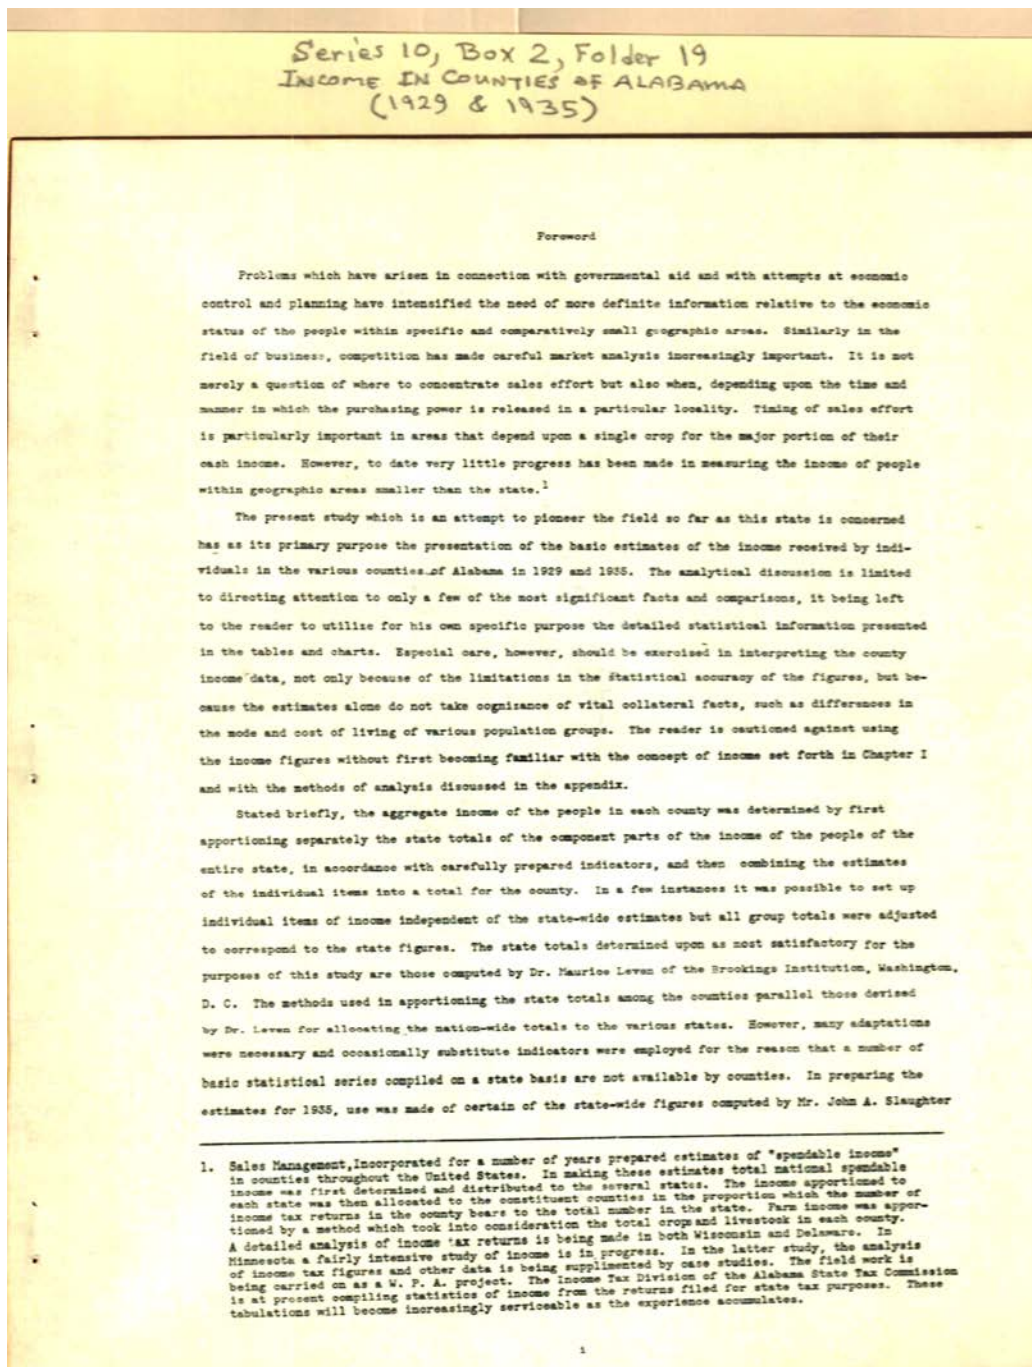 Series 10, Box 2, Folder 19
INCOME IN COUNTIES OF ALABAMA
(1929 & 1935)
Foreword
Problems which have arisen in connection with governmental aid and with attempts at economic
control and planning have intensified the need of more definite information relative to the economic
status of the people within specific and comparatively small geographic areas. Similarly in the
field of business, competition has made careful market analysis increasingly important. It is not
merely a question of where to concentrate sales effort but also when, depending upon the time and
manner in which the purchasing power is released in a particular locality. Timing of sales effort
is particularly important in areas that depend upon a single crop for the major portion of their
cash income. However, to date very little progress has been made in measuring the income of people
within geographic areas smaller than the state.1
The present study which is an attempt to pioneer the field so far as this state is concerned
has as its primary purpose the presentation of the basic estimates of the income received by indi-
viduals in the various counties of Alabama in 1929 and 1935. The analytical discussion is limited
to directing attention to only a few of the most significant facts and comparisons, it being left
to the reader to utilize for his own specific purpose the detailed statistical information presented
in the tables and charts. Especial care, however, should be exercised in interpreting the county
income data, not only because of the limitations in the statistical accuracy of the figures, but be-
cause the estimates alone do not take cognizance of vital collateral facts, such as differences in
the mode and cost of living of various population groups. The reader is cautioned against using
the income figures without first becoming familiar with the concept of income set forth in Chapter I
and with the methods of analysis discussed in the appendix.
Stated briefly, the aggregate income of the people in each county was determined by first
apportioning separately the state totals of the component parts of the income of the people of the
entire state, in accordance with carefully prepared indicators, and then combining the estimates
of the individual items into a total for the county. In a few instances it was possible to set up
individual items of income independent of the state-wide estimates but all group totals were adjusted
to correspond to the state figures. The state totals determined upon as most satisfactory for the
purposes of this study are those computed by Dr. Maurice Leven of the Brookings Institution, Washington,
D. C. The methods used in apportioning the state totals among the counties parallel those devised
by Dr. Leven for allocating the nation-wide totals to the various states. However, many adaptations
were necessary and occasionally substitute indicators were employed for the reason that a number of
basic statistical series compiled on a state basis are not available by counties. In preparing the
estimates for 1935, use was made of certain of the state-wide figures computed by Mr. John A. Slaughter
1. Sales Management, Incorporated for a number of years prepared estimates of "spendable income"
in counties throughout the United States. In making these estimates total national spendable
income was first determined and distributed to the several states. The income apportioned to
each state was then allocated to the constituent counties in the proportion which the number of
income tax returns in the county bears to the total number in the state. Farm income was appor-
tioned by a method which took into consideration the total crop and livestock in each county.
A detailed analysis of income tax returns is being made in both Wisconsin and Delaware. In
Minnesota a fairly intensive study of income is in progress. In the latter study, the analysis
of income tax figures and other data is being supplimented by case studies. The field work is
being carried on as a W. P. A. project. The Income Tax Division of the Alabama State Tax Commission
is at present compiling statistics of income from the returns filed for state tax purposes. These
tabulations will become increasingly serviceable as the experience accumulates.
i